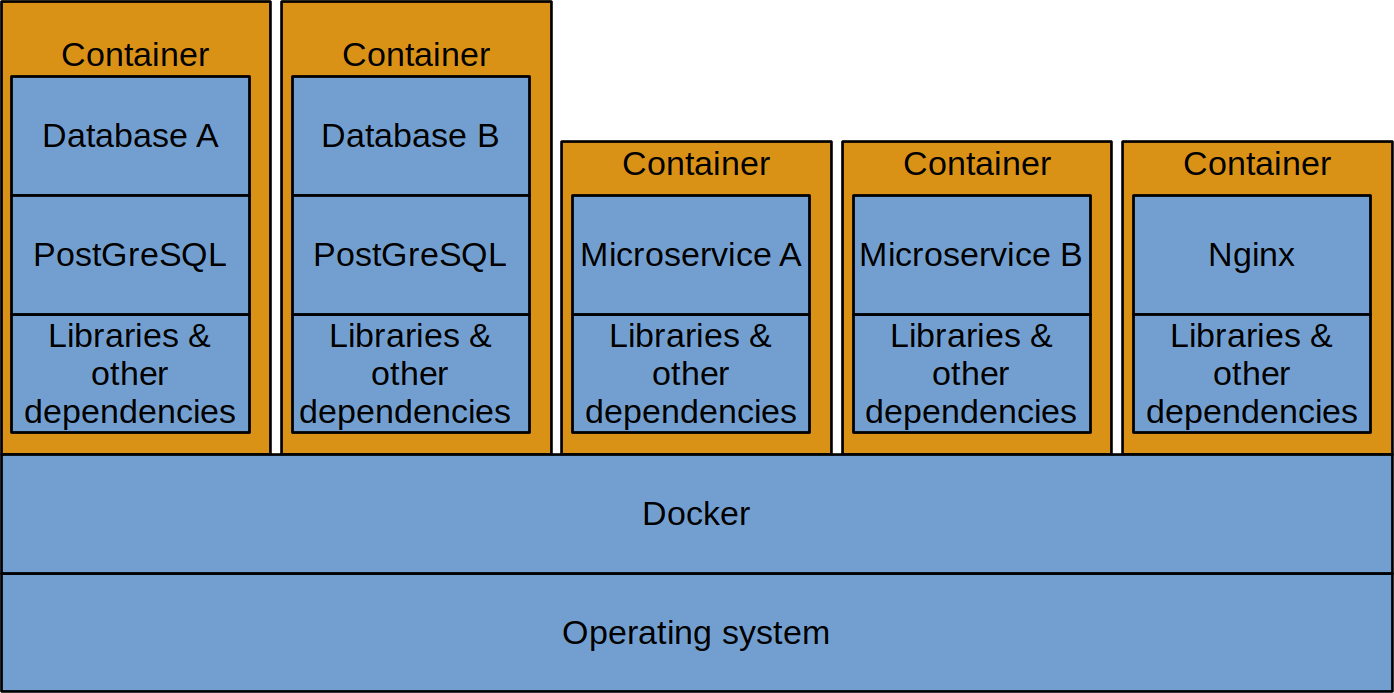 Container
Database A
PostGreSQL
Libraries &
other
dependencies
Container
Database B
PostGreSQL
Libraries &
other
dependencies
Container
Microservice A
Libraries &
other
dependencies
Container
Microservice B
Libraries &
other
dependencies
Container
Nginx
Libraries &
other
dependencies
Docker
Operating system